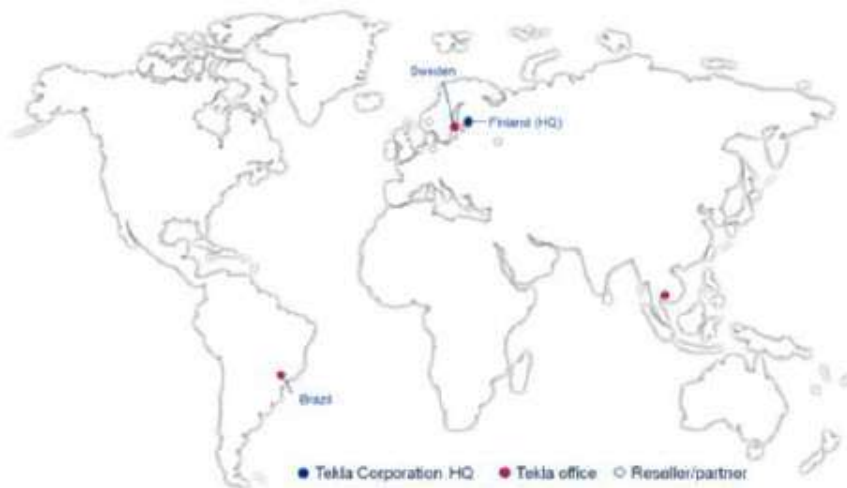 Sweden
Finland (HQ)
Brazil
Tekla Corporation HQ
Tekla office
Reseller/partner